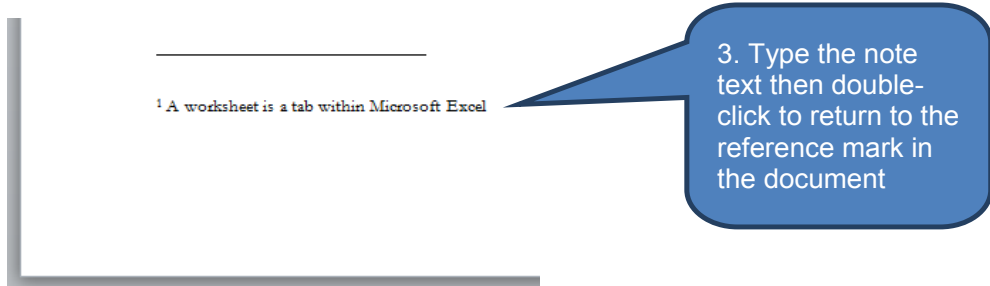 ¹ A worksheet is a tab within Microsoft Excel
3. Type the note
text then double-
click to return to the
reference mark in
the document